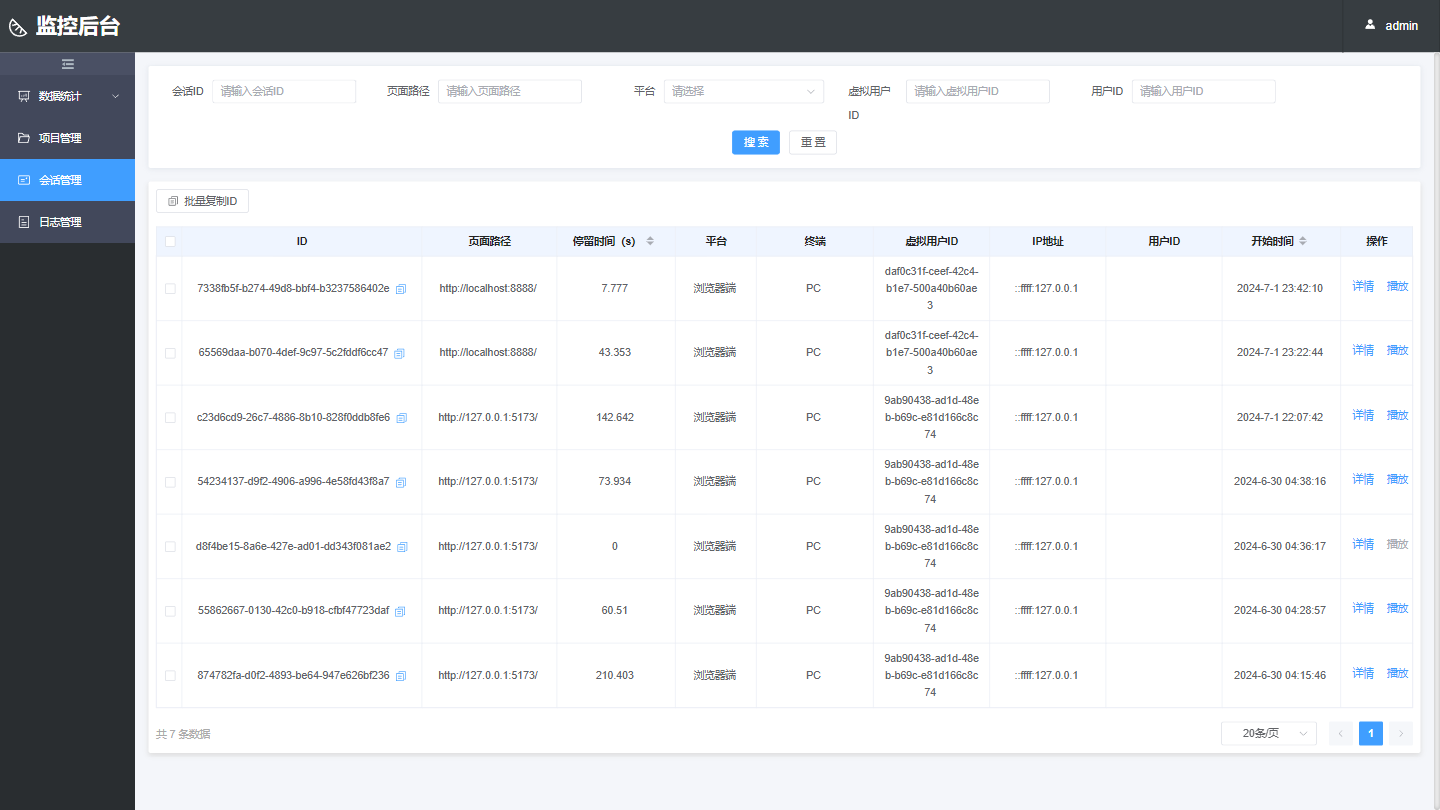 监控后台
admin
数据统计
项目管理
会话管理
日志管理
会话ID 请输入会话ID 页面路径 请输入页面路径 平台 请选择 虚拟用户ID 请输入虚拟用户ID 用户ID 请输入用户ID
搜索 重置
批量复制ID
ID 页面路径 停留时间（s） 平台 终端 虚拟用户ID IP地址 用户ID 开始时间 操作
7338fb5f-b274-49d8-bbf4-b3237586402e http://localhost:8888/ 7.777 浏览器端 PC daf0c31f-ceef-42c4-b1e7-500a40b60ae3 ::ffff:127.0.0.1 2024-7-1 23:42:10 详情 播放
65569daa-b070-4def-9c97-5c2fddf6cc47 http://localhost:8888/ 43.353 浏览器端 PC daf0c31f-ceef-42c4-b1e7-500a40b60ae3 ::ffff:127.0.0.1 2024-7-1 23:22:44 详情 播放
c23d6cd9-26c7-4886-8b10-828f0ddb8fe6 http://127.0.0.1:5173/ 142.642 浏览器端 PC 9ab90438-ad1d-48eb-b69c-e81d166c8c74 ::ffff:127.0.0.1 2024-7-1 22:07:42 详情 播放
54234137-d9f2-4906-a996-4e58fd43f8a7 http://127.0.0.1:5173/ 73.934 浏览器端 PC 9ab90438-ad1d-48eb-b69c-e81d166c8c74 ::ffff:127.0.0.1 2024-6-30 04:38:16 详情 播放
d8f4be15-8a6e-427e-ad01-dd343f081ae2 http://127.0.0.1:5173/ 0 浏览器端 PC 9ab90438-ad1d-48eb-b69c-e81d166c8c74 ::ffff:127.0.0.1 2024-6-30 04:36:17 详情 播放
55862667-0130-42c0-b918-cfbf47723daf http://127.0.0.1:5173/ 60.51 浏览器端 PC 9ab90438-ad1d-48eb-b69c-e81d166c8c74 ::ffff:127.0.0.1 2024-6-30 04:28:57 详情 播放
874782fa-d0f2-4893-be64-947e626bf236 http://127.0.0.1:5173/ 210.403 浏览器端 PC 9ab90438-ad1d-48eb-b69c-e81d166c8c74 ::ffff:127.0.0.1 2024-6-30 04:15:46 详情 播放
共 7 条数据 20条/页 1